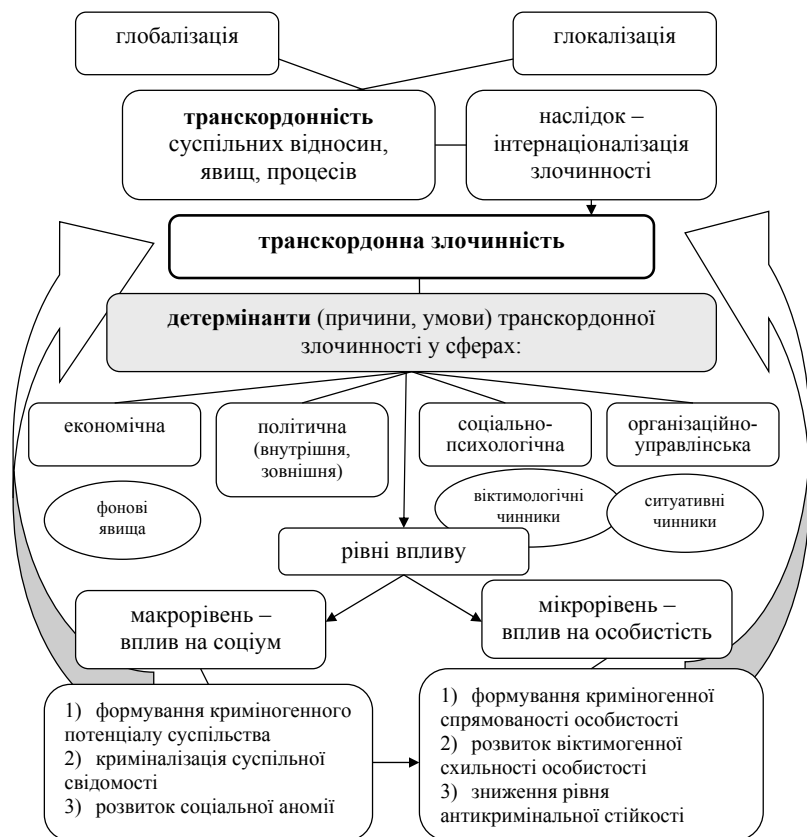 глобалізація
глокалізація
транскордонність
суспільних відносин,
явищ, процесів
наслідок –
інтернаціоналізація
злочинності
транскордонна злочинність
детермінанти (причини, умови) транскордонної
злочинності у сферах:
економічна
політична
(внутрішня,
зовнішня)
соціально-
психологічна
організаційно-
управлінська
фонові
явища
віктимологічні
чинники
ситуативні
чинники
рівні впливу
макрорівень –
вплив на соціум
мікрорівень –
вплив на особистість
1) формування криміногенного
потенціалу суспільства
2) криміналізація суспільної
свідомості
3) розвиток соціальної аномії
1) формування криміногенної
спрямованості особистості
2) розвиток віктимогенної
схильності особистості
3) зниження рівня
антикримінальної стійкості